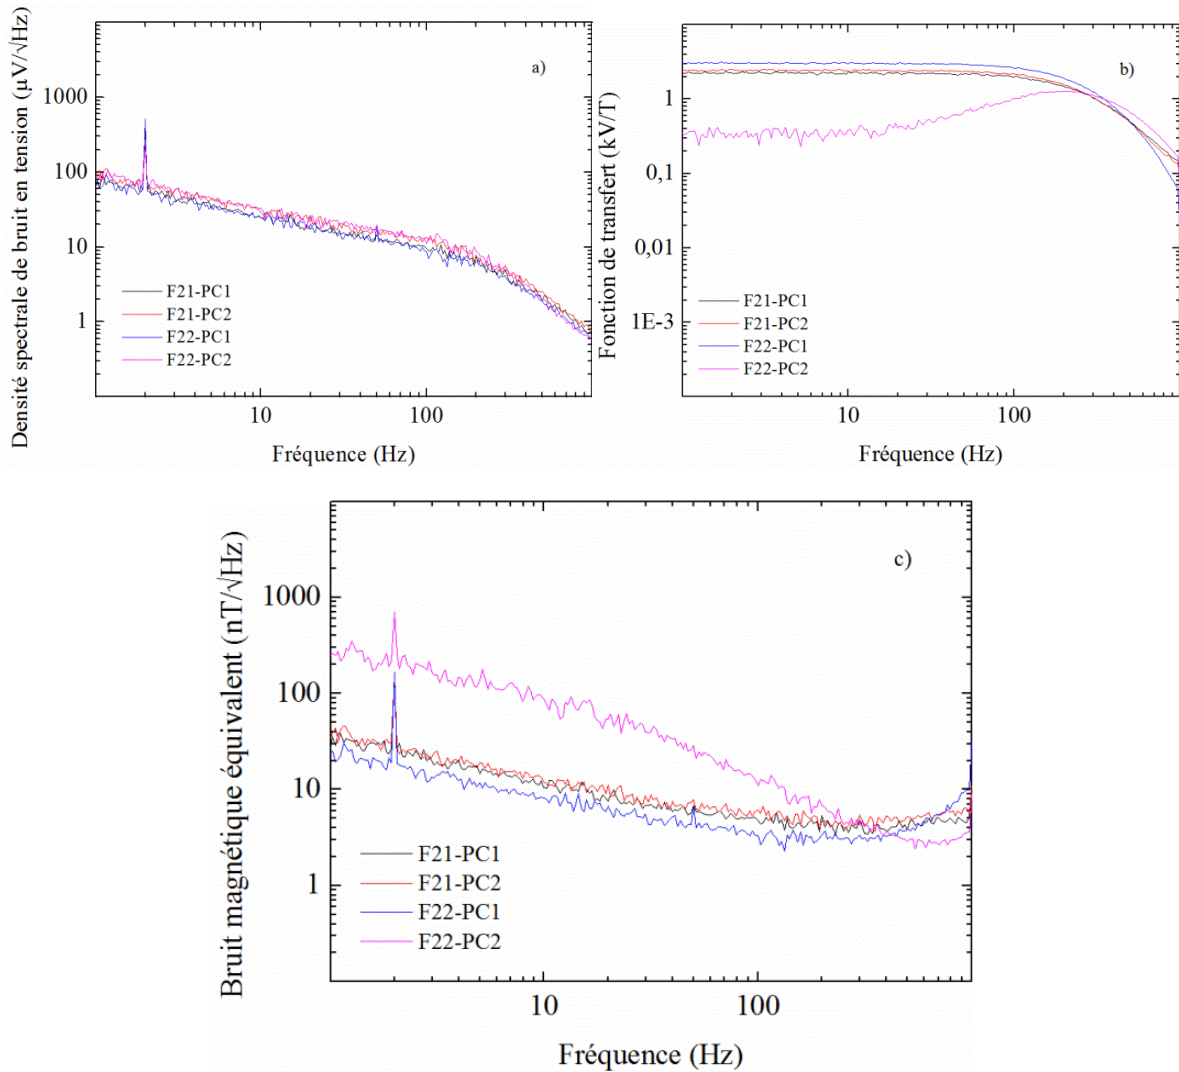 Densité spectrale de bruit en tension (µV/√Hz)
1000
100
10
1
a)
F21-PC1
F21-PC2
F22-PC1
F22-PC2
10
100
Fréquence (Hz)
Fonction de transfert (kV/T)
1
0,1
0,01
1E-3
b)
F21-PC1
F21-PC2
F22-PC1
F22-PC2
10
100
Fréquence (Hz)
Bruit magnétique équivalent (nT/√Hz)
1000
100
10
1
c)
F21-PC1
F21-PC2
F22-PC1
F22-PC2
10
100
Fréquence (Hz)